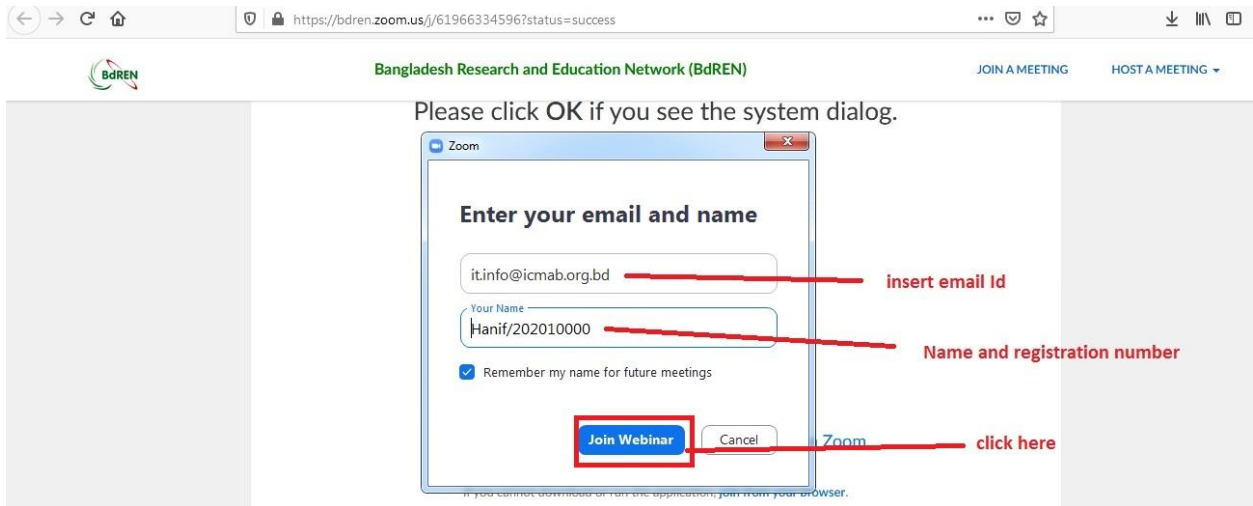 https://bdren.zoom.us/j/61966334596?status=success
BdREN
Bangladesh Research and Education Network (BdREN)
JOIN A MEETING
HOST A MEETING
Please click OK if you see the system dialog.
Zoom
Enter your email and name
it.info@icmab.org.bd
insert email Id
Your Name
Hanif/202010000
Name and registration number
Remember my name for future meetings
Join Webinar
Cancel
Zoom
click here
If you cannot download or run the application, join from your browser.